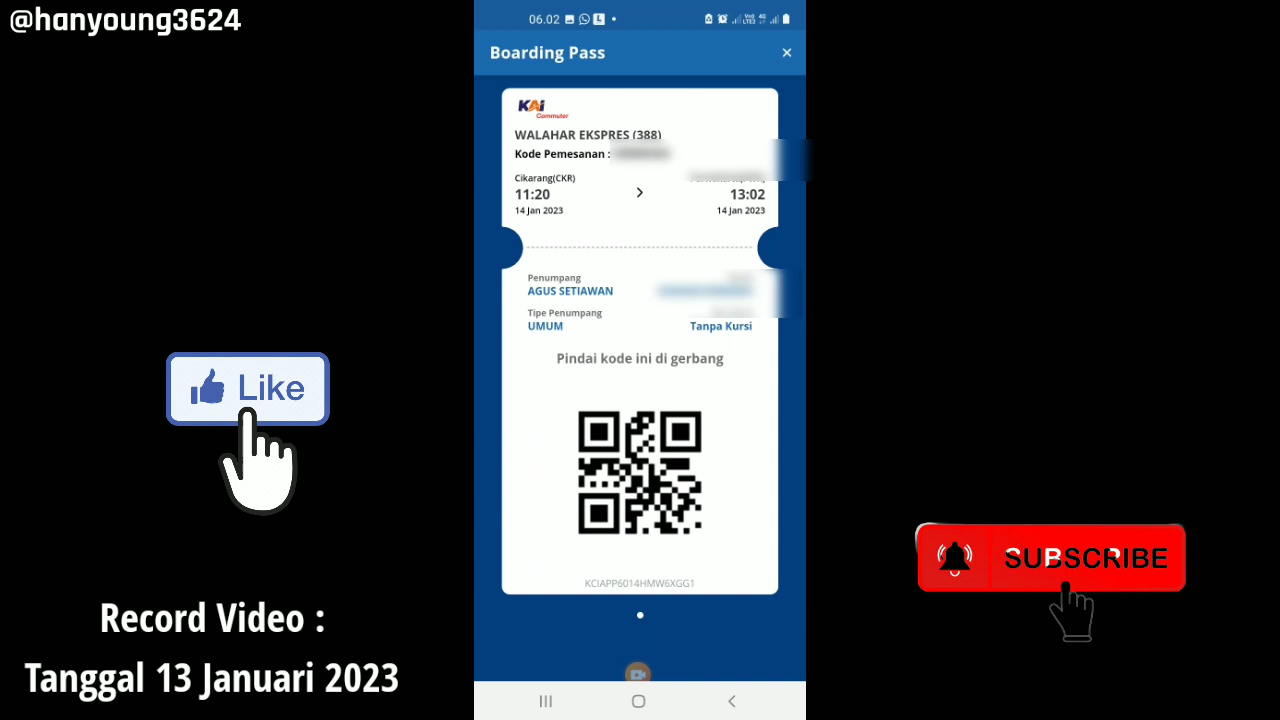 @hanyoung3624
06.02
Boarding Pass
KAI
Commuter
WALAHAR EKSPRES (388)
Kode Pemesanan :
Cikarang(CKR)
11:20
13:02
14 Jan 2023
14 Jan 2023
Penumpang
AGUS SETIAWAN
Tipe Penumpang
UMUM
Tanpa Kursi
Pindai kode ini di gerbang
KCIAPP6014HMW6XGG1
Like
SUBSCRIBE
Record Video :
Tanggal 13 Januari 2023